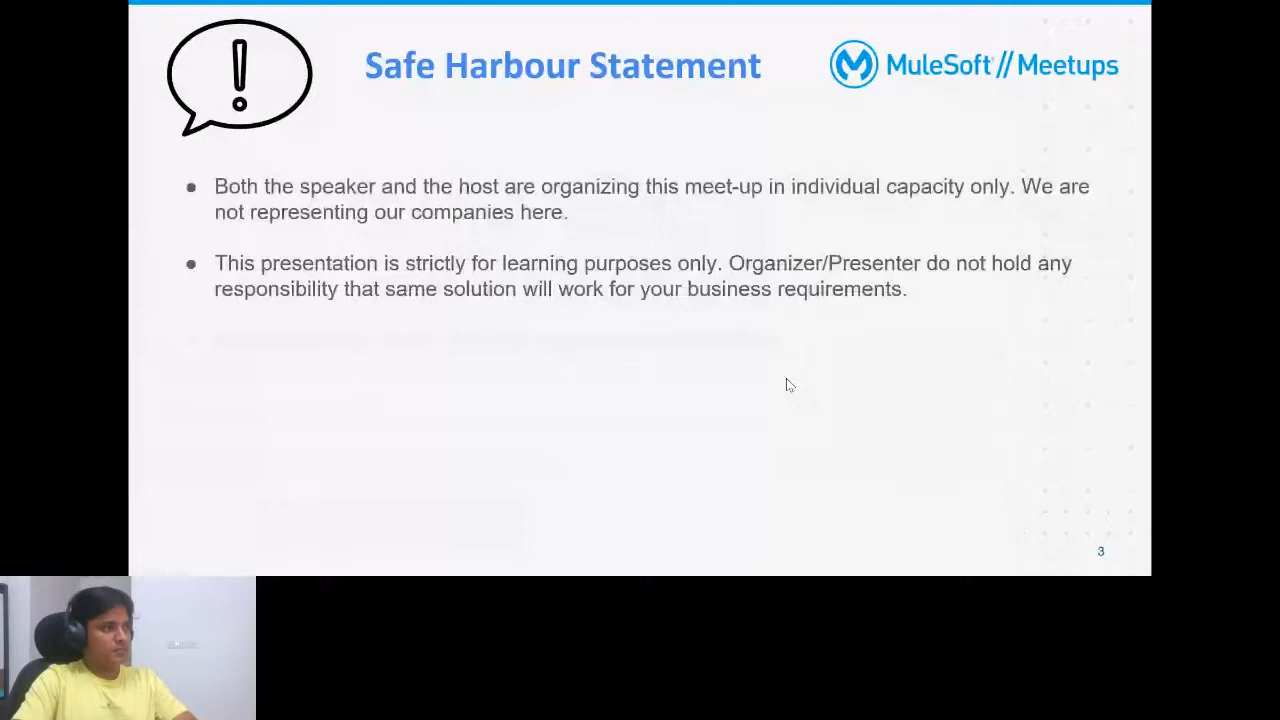 Safe Harbour Statement
MuleSoft // Meetups
● Both the speaker and the host are organizing this meet-up in individual capacity only. We are
not representing our companies here.
● This presentation is strictly for learning purposes only. Organizer/Presenter do not hold any
responsibility that same solution will work for your business requirements.
3